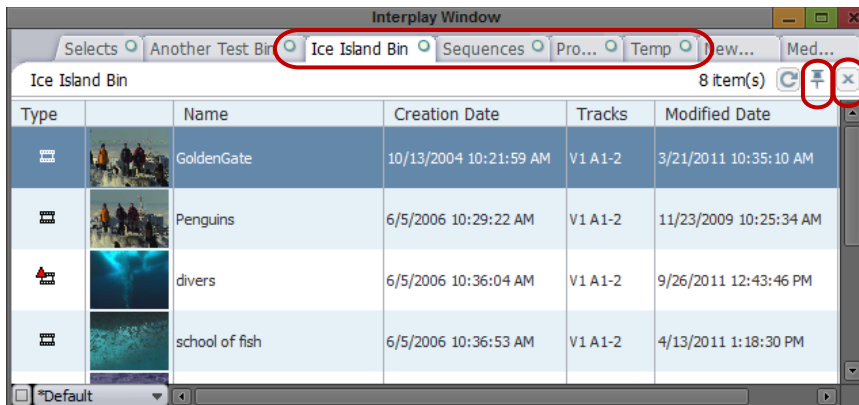 Interplay Window
Selects Another Test Bin Ice Island Bin Sequences Pro... Temp New... Med...
Ice Island Bin 8 item(s)
Type Name Creation Date Tracks Modified Date
GoldenGate 10/13/2004 10:21:59 AM V1 A1-2 3/21/2011 10:35:10 AM
Penguins 6/5/2006 10:29:22 AM V1 A1-2 11/23/2009 10:25:34 AM
divers 6/5/2006 10:36:04 AM V1 A1-2 9/26/2011 12:43:46 PM
school of fish 6/5/2006 10:36:53 AM V1 A1-2 4/13/2011 1:18:30 PM
*Default